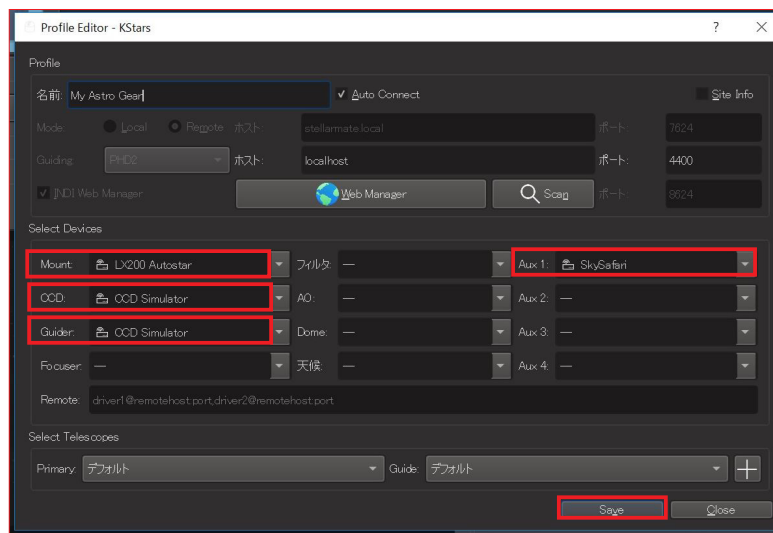 Profile Editor - KStars ? ×
Profile
名前: My Astro Gear Auto Connect Site Info
Mode Local Remote ホスト: stellarmate.local ポート: 7624
Guiding: PHD2 ホスト: localhost ポート: 4400
INDI Web Manager Web Manager Scan ポート: 8624
Select Devices
Mount: LX200 Autostar フィルタ: — Aux 1: SkySafari
CCD: CCD Simulator AO: — Aux 2: —
Guider: CCD Simulator Dome: — Aux 3: —
Focuser: — 天候: — Aux 4: —
Remote: driver1@remotehost:port,driver2@remotehost:port
Select Telescopes
Primary: デフォルト Guide: デフォルト
Save Close